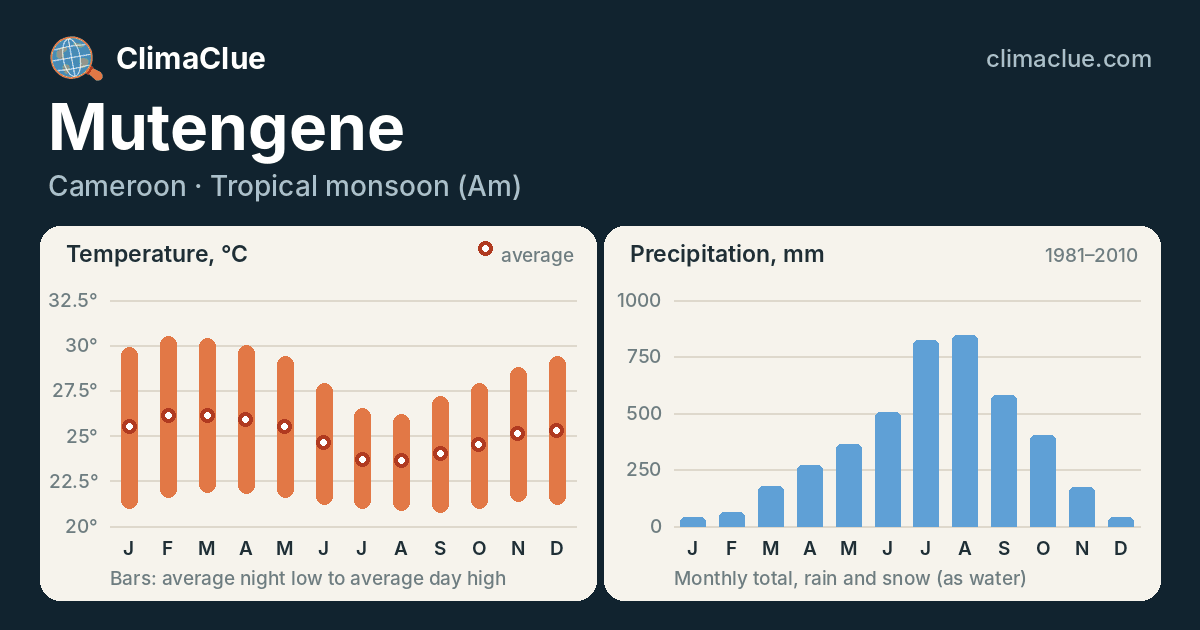 ClimaClue
climaclue.com
Mutengene
Cameroon · Tropical monsoon (Am)
Temperature, °C
average
32.5°
30°
27.5°
25°
22.5°
20°
J F M A M J J A S O N D
Bars: average night low to average day high
Precipitation, mm
1981–2010
1000
750
500
250
0
J F M A M J J A S O N D
Monthly total, rain and snow (as water)